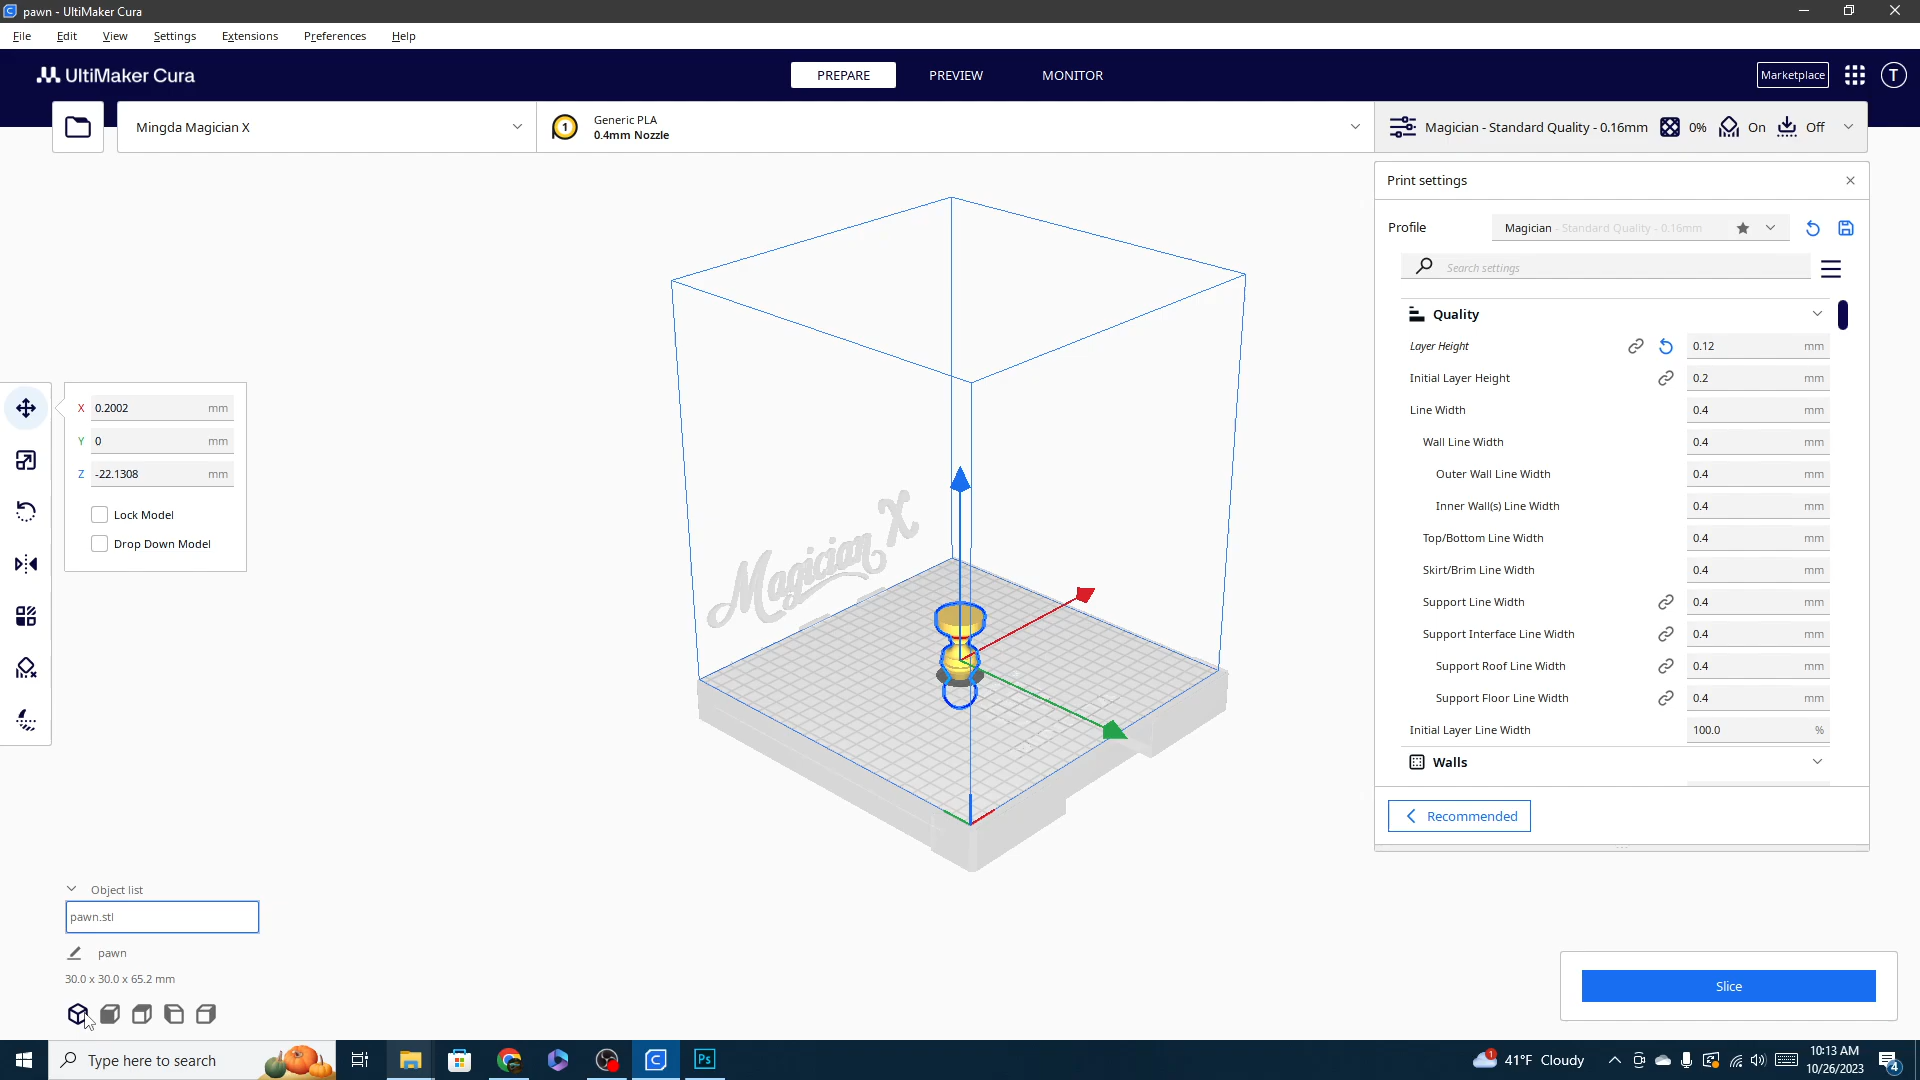 pawn - UltiMaker Cura
File Edit View Settings Extensions Preferences Help
UltiMaker Cura
PREPARE
PREVIEW
MONITOR
Marketplace
T
Mingda Magician X
1
Generic PLA
0.4mm Nozzle
Magician - Standard Quality - 0.16mm
0%
On
Off
Print settings
Profile
Magician - Standard Quality - 0.16mm
Search settings
Quality
Layer Height 0.12 mm
Initial Layer Height 0.2 mm
Line Width 0.4 mm
Wall Line Width 0.4 mm
Outer Wall Line Width 0.4 mm
Inner Wall(s) Line Width 0.4 mm
Top/Bottom Line Width 0.4 mm
Skirt/Brim Line Width 0.4 mm
Support Line Width 0.4 mm
Support Interface Line Width 0.4 mm
Support Roof Line Width 0.4 mm
Support Floor Line Width 0.4 mm
Initial Layer Line Width 100.0 %
Walls
Recommended
X 0.2002 mm
Y 0 mm
Z -22.1308 mm
Lock Model
Drop Down Model
Magician X
Object list
pawn.stl
pawn
30.0 x 30.0 x 65.2 mm
Slice
Type here to search
C
Ps
1
41°F Cloudy
10:13 AM
10/26/2023
4